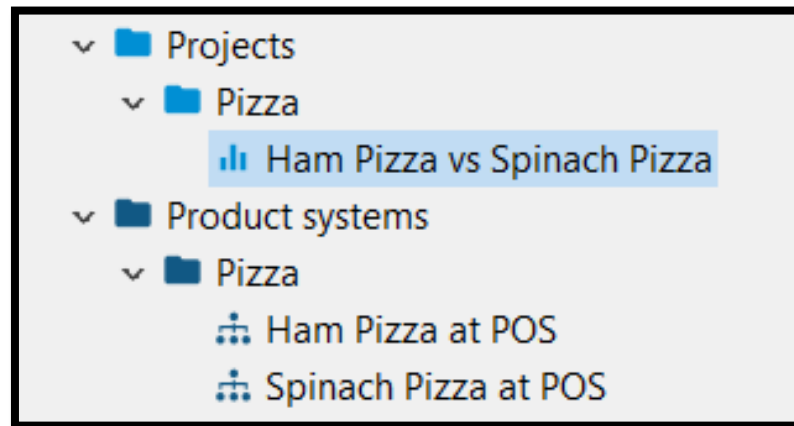 Projects
Pizza
Ham Pizza vs Spinach Pizza
Product systems
Pizza
Ham Pizza at POS
Spinach Pizza at POS